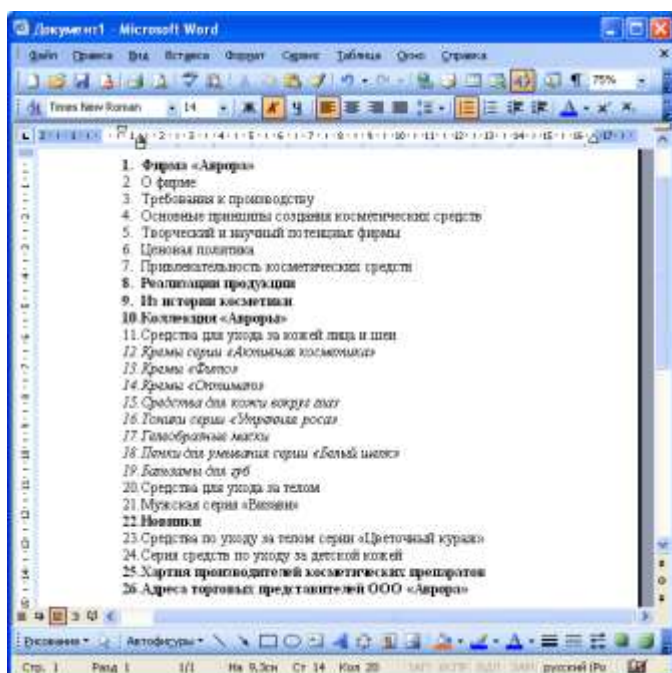 Документ1 - Microsoft Word
Файл Правка Вид Вставка Формат Сервис Таблица Окно Справка
75%
Times New Roman 14 Ж К Ч
1. Фирма «Аврора»
2. О фирме
3. Требования к производству
4. Основные принципы создания косметических средств
5. Творческий и научный потенциал фирмы
6. Ценовая политика
7. Привлекательность косметических средств
8. Реализация продукции
9. Из истории косметики
10. Коллекция «Авроры»
11. Средства для ухода за кожей лица и шеи
12. Кремы серии «Активная косметика»
13. Кремы «Фито»
14. Кремы «Оптимато»
15. Средства для кожи вокруг глаз
16. Тоники серии «Утренняя роса»
17. Гелеобразные маски
18. Пенки для умывания серии «Белый шелк»
19. Бальзамы для губ
20. Средства для ухода за телом
21. Мужская серия «Визави»
22. Новинки
23. Средства по уходу за телом серии «Цветочный кураж»
24. Серия средств по уходу за детской кожей
25. Хартия производителей косметических препаратов
26. Адреса торговых представителей ООО «Аврора»
Рисование Автофигуры
Стр. 1 Разд 1 1/1 На 9,3см Ст 14 Кол 20 ЗАП ИСПР ВДЛ ЗАМ русский (Ро